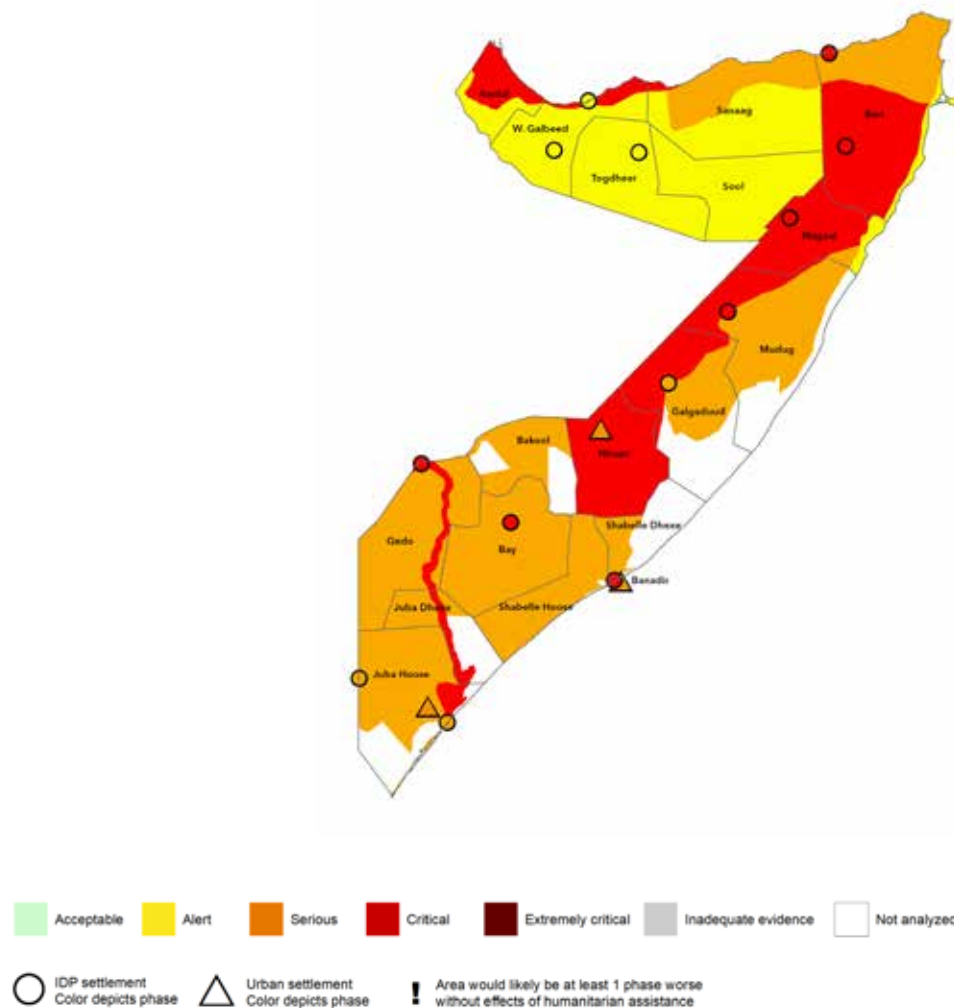 Awdal
Sanaag
Bari
W. Galbeed
Togdheer
Sool
Nugaal
Mudug
Galgaduud
Bakool
Hiraan
Shabelle Dhexe
Gedo
Bay
Banadir
Juba Dhexe
Shabelle Hoose
Juba Hoose
Acceptable
Alert
Serious
Critical
Extremely critical
Inadequate evidence
Not analyzed
IDP settlement
Color depicts phase
Urban settlement
Color depicts phase
! Area would likely be at least 1 phase worse
without effects of humanitarian assistance